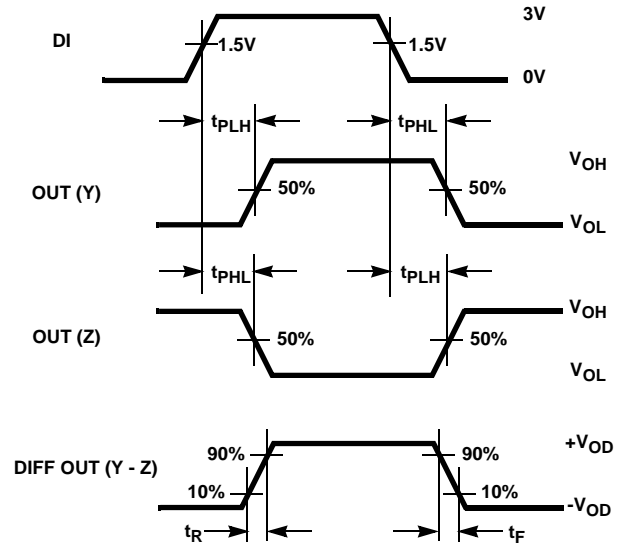 3V
DI
1.5V
1.5V
0V
tPLH
tPHL
VOH
OUT (Y)
50%
50%
VOL
tPHL
tPLH
VOH
OUT (Z)
50%
50%
VOL
+VOD
DIFF OUT (Y - Z)
90%
90%
10%
10%
-VOD
tR
tF